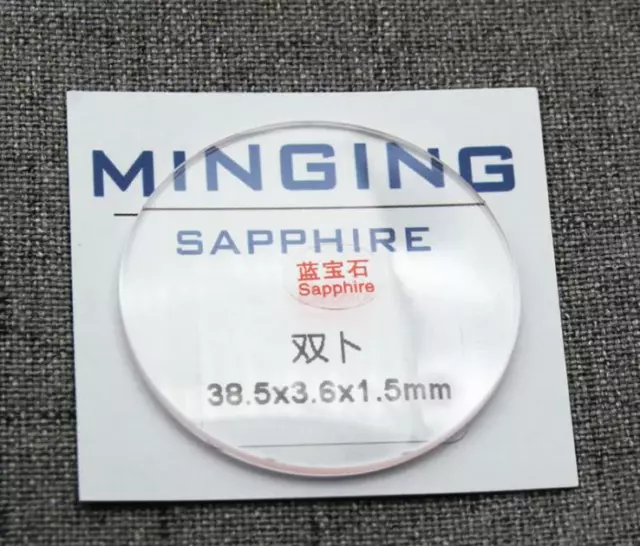 MINGING
SAPPHIRE
蓝宝石
Sapphire
双卜
38.5x3.6x1.5mm